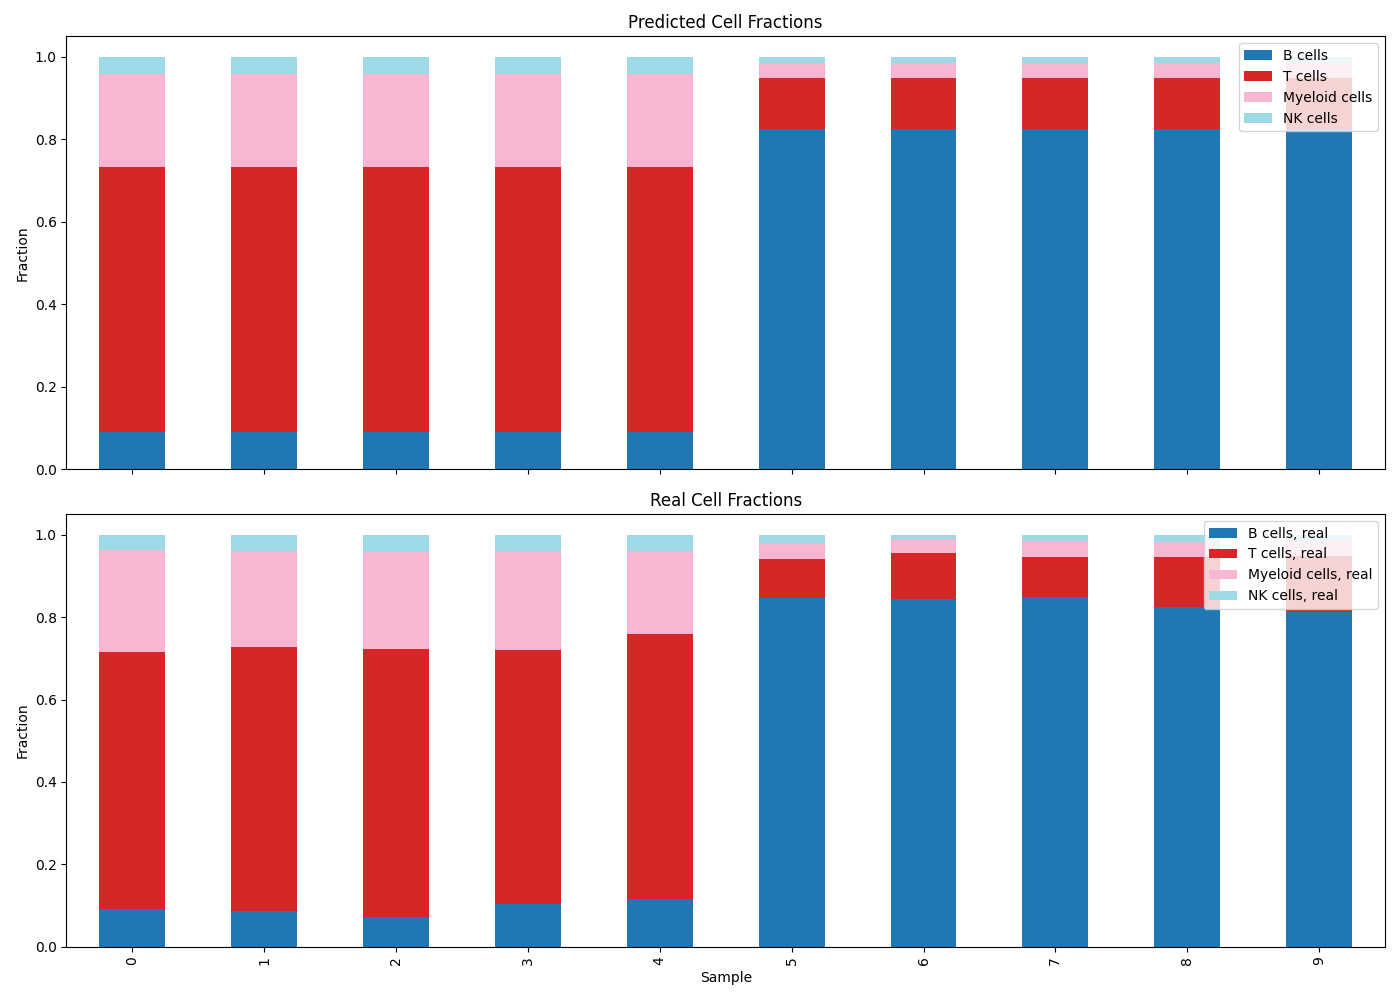 Predicted Cell Fractions
1.0
0.8
0.6
0.4
0.2
0.0
Fraction
B cells
T cells
Myeloid cells
NK cells
Real Cell Fractions
1.0
0.8
0.6
0.4
0.2
0.0
Fraction
B cells, real
T cells, real
Myeloid cells, real
NK cells, real
0 1 2 3 4 5 6 7 8 9
Sample